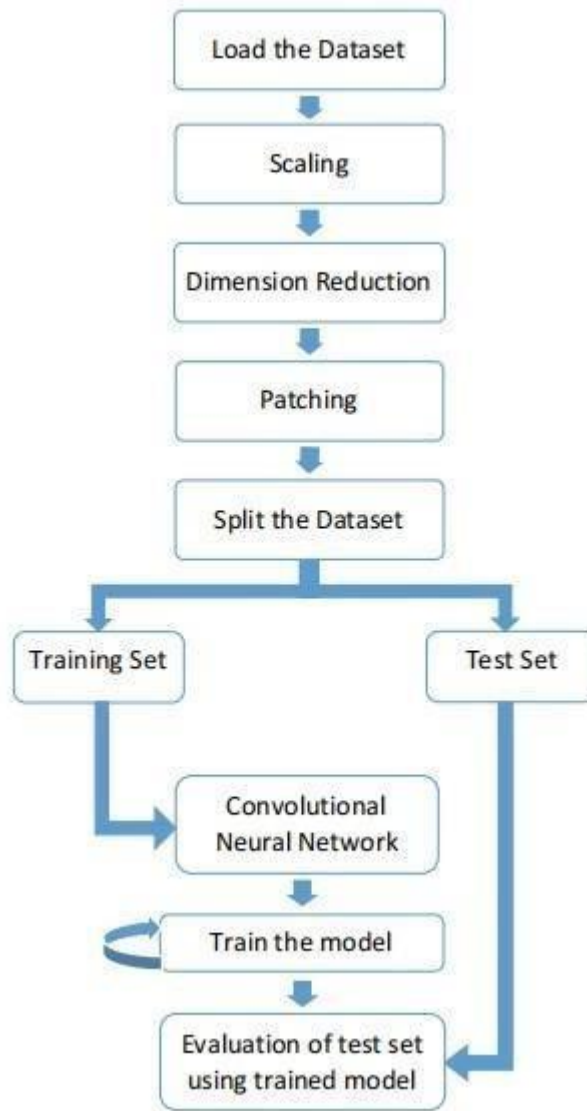 Load the Dataset
Scaling
Dimension Reduction
Patching
Split the Dataset
Training Set
Test Set
Convolutional
Neural Network
Train the model
Evaluation of test set
using trained model